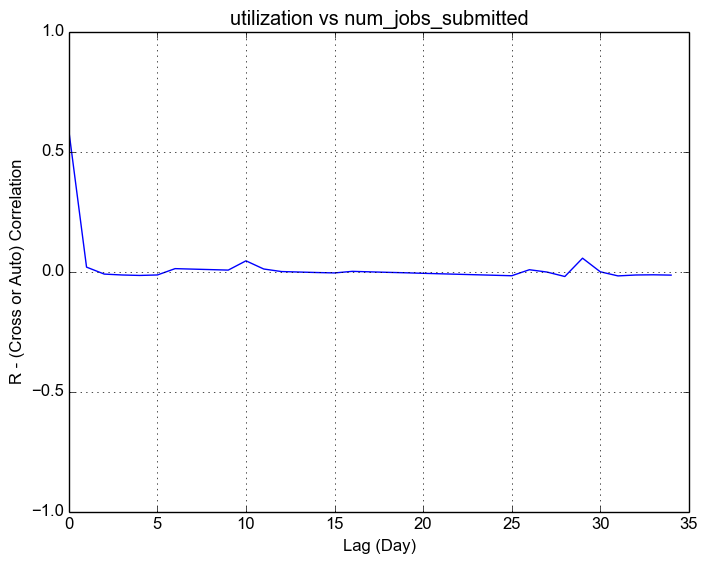 utilization vs num_jobs_submitted
1.0
0.5
0.0
−0.5
−1.0
R - (Cross or Auto) Correlation
0 5 10 15 20 25 30 35
Lag (Day)